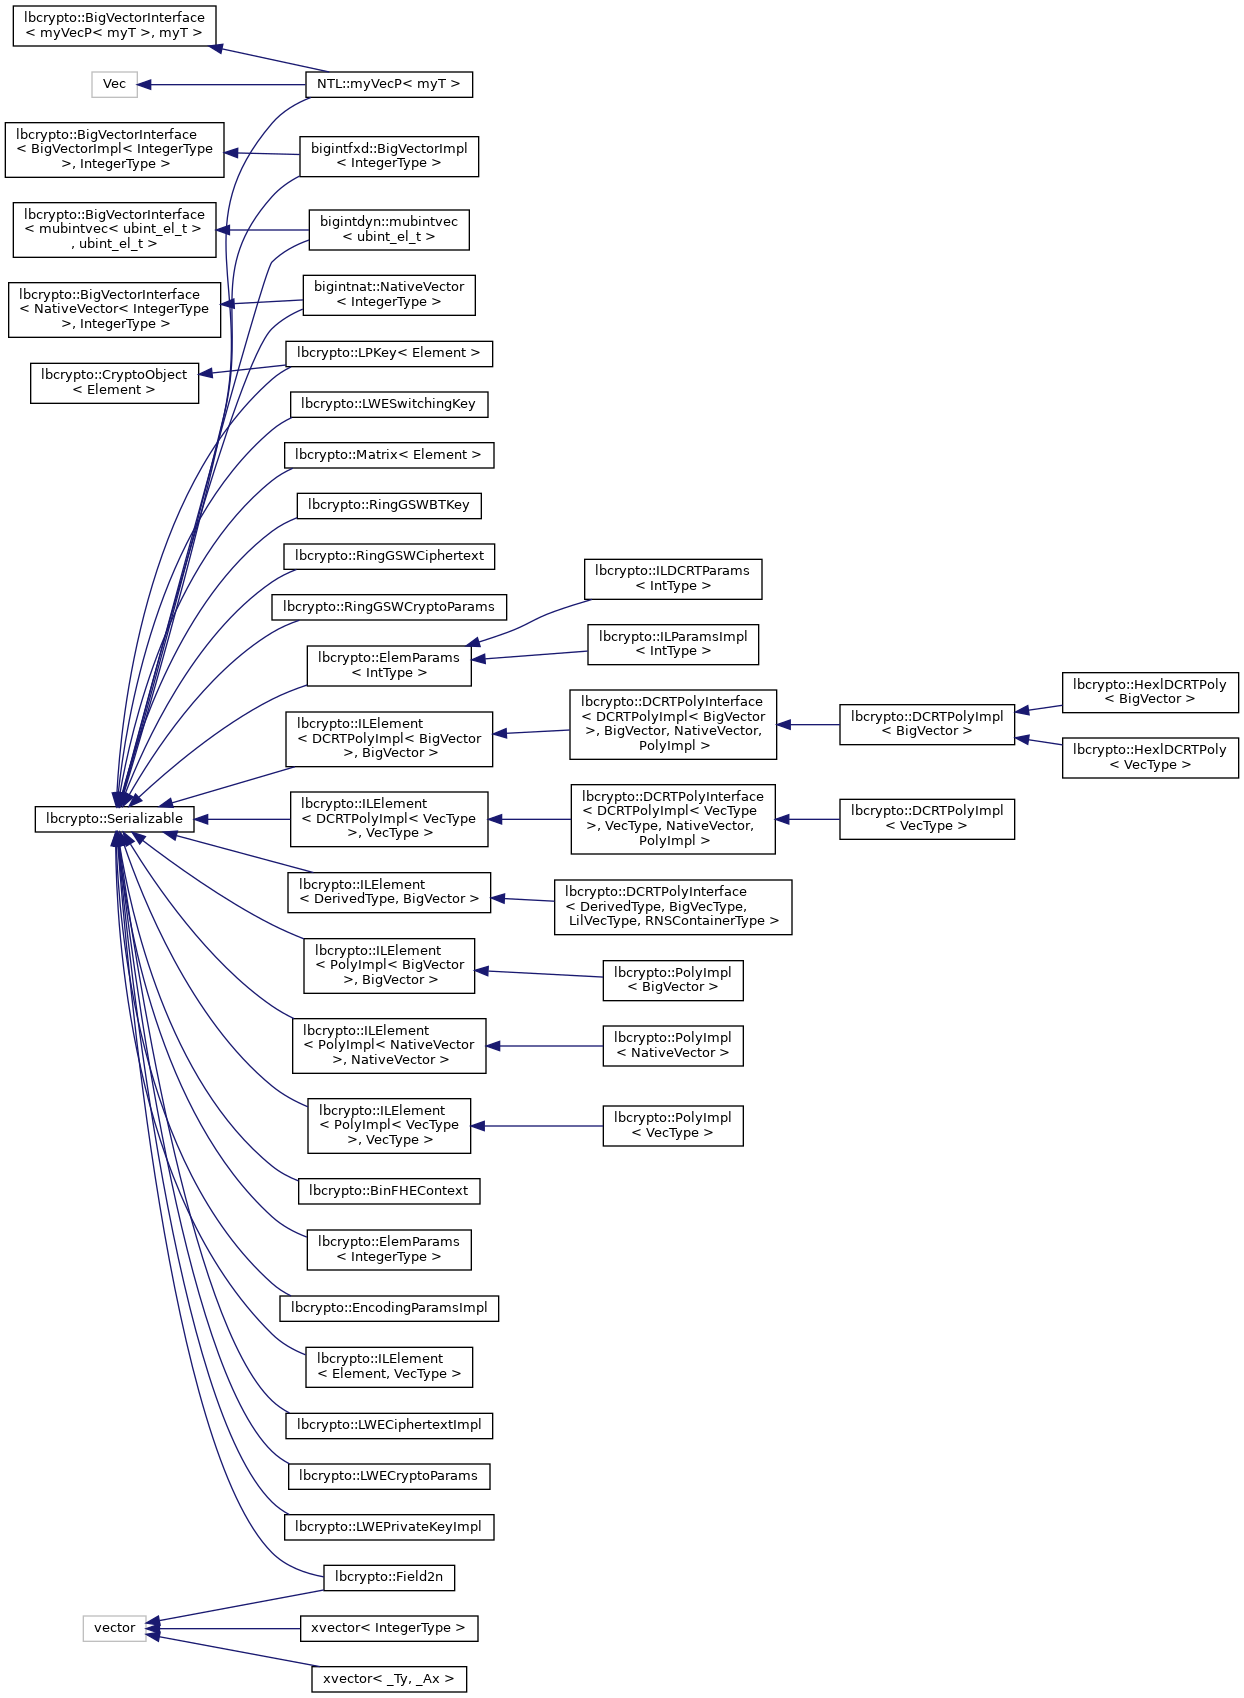 lbcrypto::BigVectorInterface
< myVecP< myT >, myT >
Vec
NTL::myVecP< myT >
lbcrypto::BigVectorInterface
< BigVectorImpl< IntegerType
>, IntegerType >
bigintfxd::BigVectorImpl
< IntegerType >
lbcrypto::BigVectorInterface
< mubintvec< ubint_el_t >
, ubint_el_t >
bigintdyn::mubintvec
< ubint_el_t >
lbcrypto::BigVectorInterface
< NativeVector< IntegerType
>, IntegerType >
bigintnat::NativeVector
< IntegerType >
lbcrypto::CryptoObject
< Element >
lbcrypto::LPKey< Element >
lbcrypto::LWESwitchingKey
lbcrypto::Matrix< Element >
lbcrypto::RingGSWBTKey
lbcrypto::RingGSWCiphertext
lbcrypto::RingGSWCryptoParams
lbcrypto::ElemParams
< IntType >
lbcrypto::ILDCRTParams
< IntType >
lbcrypto::ILParamsImpl
< IntType >
lbcrypto::ILElement
< DCRTPolyImpl< BigVector
>, BigVector >
lbcrypto::DCRTPolyInterface
< DCRTPolyImpl< BigVector
>, BigVector, NativeVector,
PolyImpl >
lbcrypto::DCRTPolyImpl
< BigVector >
lbcrypto::HexlDCRTPoly
< BigVector >
lbcrypto::HexlDCRTPoly
< VecType >
lbcrypto::Serializable
lbcrypto::ILElement
< DCRTPolyImpl< VecType
>, VecType >
lbcrypto::DCRTPolyInterface
< DCRTPolyImpl< VecType
>, VecType, NativeVector,
PolyImpl >
lbcrypto::DCRTPolyImpl
< VecType >
lbcrypto::ILElement
< DerivedType, BigVector >
lbcrypto::DCRTPolyInterface
< DerivedType, BigVecType,
LilVecType, RNSContainerType >
lbcrypto::ILElement
< PolyImpl< BigVector
>, BigVector >
lbcrypto::PolyImpl
< BigVector >
lbcrypto::ILElement
< PolyImpl< NativeVector
>, NativeVector >
lbcrypto::PolyImpl
< NativeVector >
lbcrypto::ILElement
< PolyImpl< VecType
>, VecType >
lbcrypto::PolyImpl
< VecType >
lbcrypto::BinFHEContext
lbcrypto::ElemParams
< IntegerType >
lbcrypto::EncodingParamsImpl
lbcrypto::ILElement
< Element, VecType >
lbcrypto::LWECiphertextImpl
lbcrypto::LWECryptoParams
lbcrypto::LWEPrivateKeyImpl
lbcrypto::Field2n
vector
xvector< IntegerType >
xvector< _Ty, _Ax >